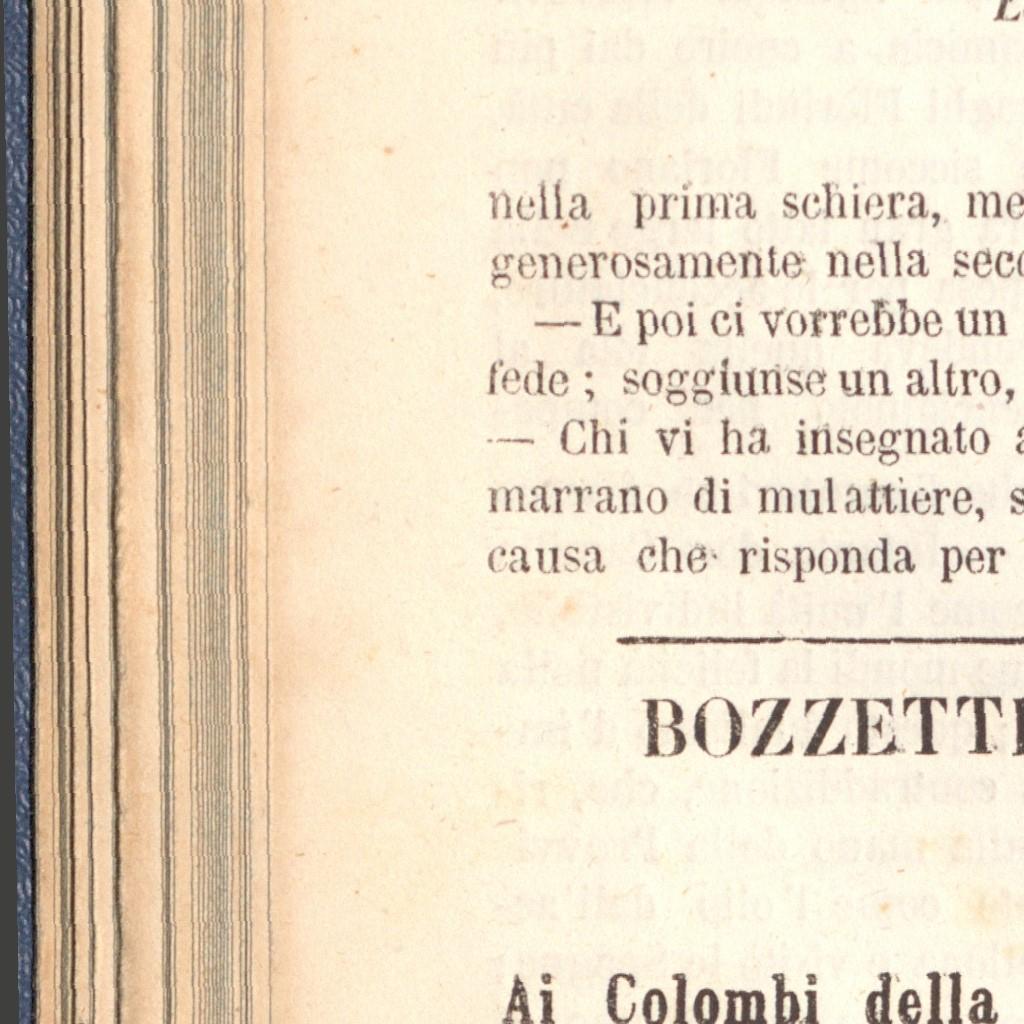 nella prima schiera, me
generosamente nella seco
— E poi ci vorrebbe un
fede ; soggiunse un altro,
— Chi vi ha insegnato a
marrano di mulattiere, s
causa che risponda per
BOZZETTI
Ai Colombi della